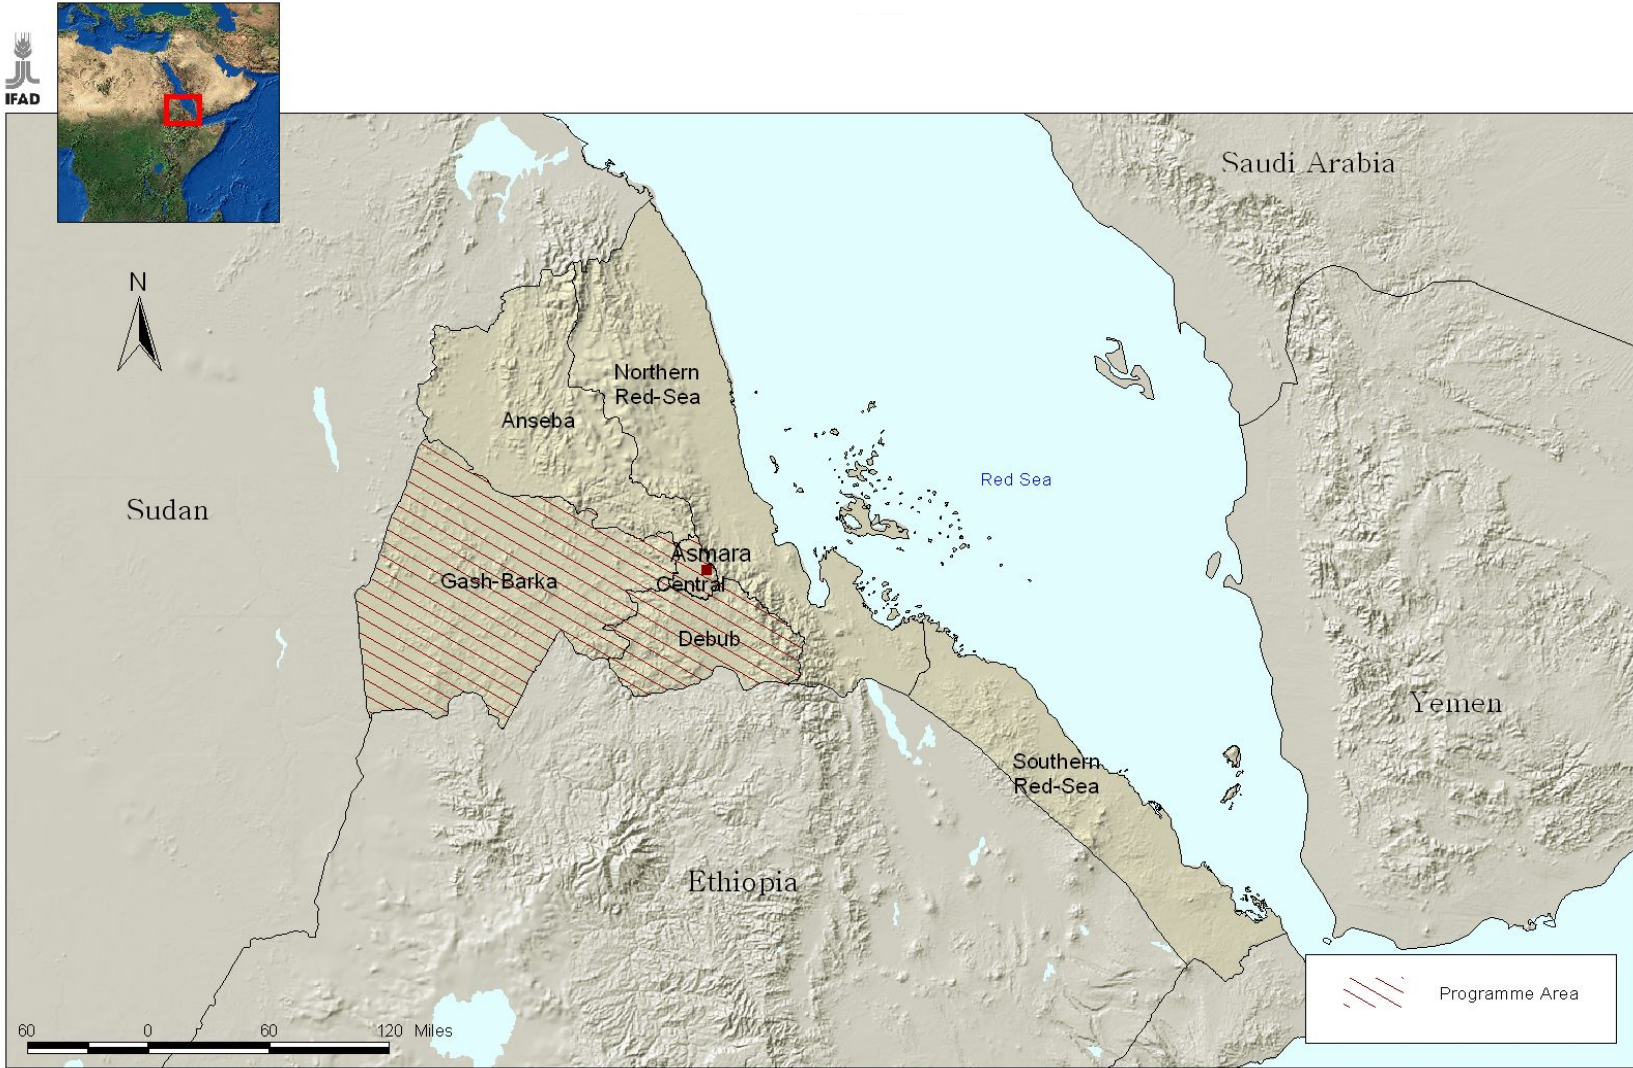 IFAD
Saudi Arabia
N
Northern
Red-Sea
Anseba
Red Sea
Sudan
Asmara
Gash-Barka
Central
Debub
Yemen
Southern
Red-Sea
Ethiopia
Programme Area
60 0 60 120 Miles